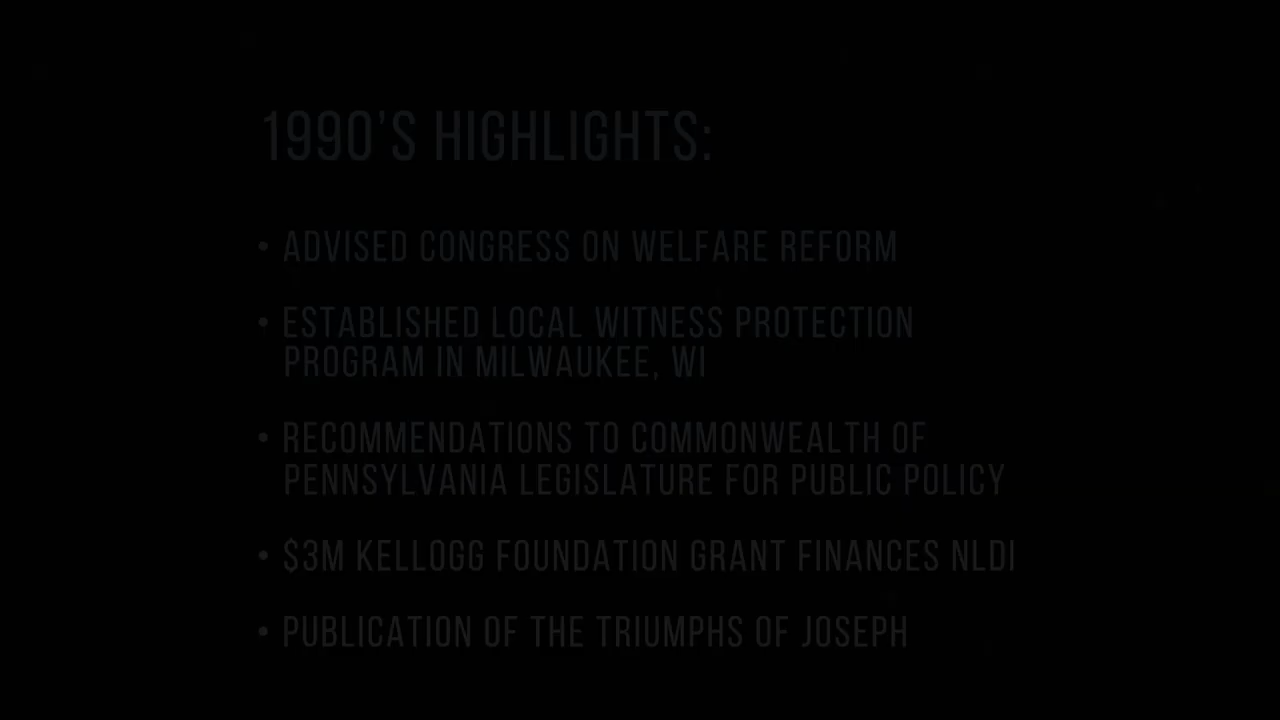 1990'S HIGHLIGHTS:
• ADVISED CONGRESS ON WELFARE REFORM
• ESTABLISHED LOCAL WITNESS PROTECTION
PROGRAM IN MILWAUKEE, WI
• RECOMMENDATIONS TO COMMONWEALTH OF
PENNSYLVANIA LEGISLATURE FOR PUBLIC POLICY
• $3M KELLOGG FOUNDATION GRANT FINANCES NLDI
• PUBLICATION OF THE TRIUMPHS OF JOSEPH